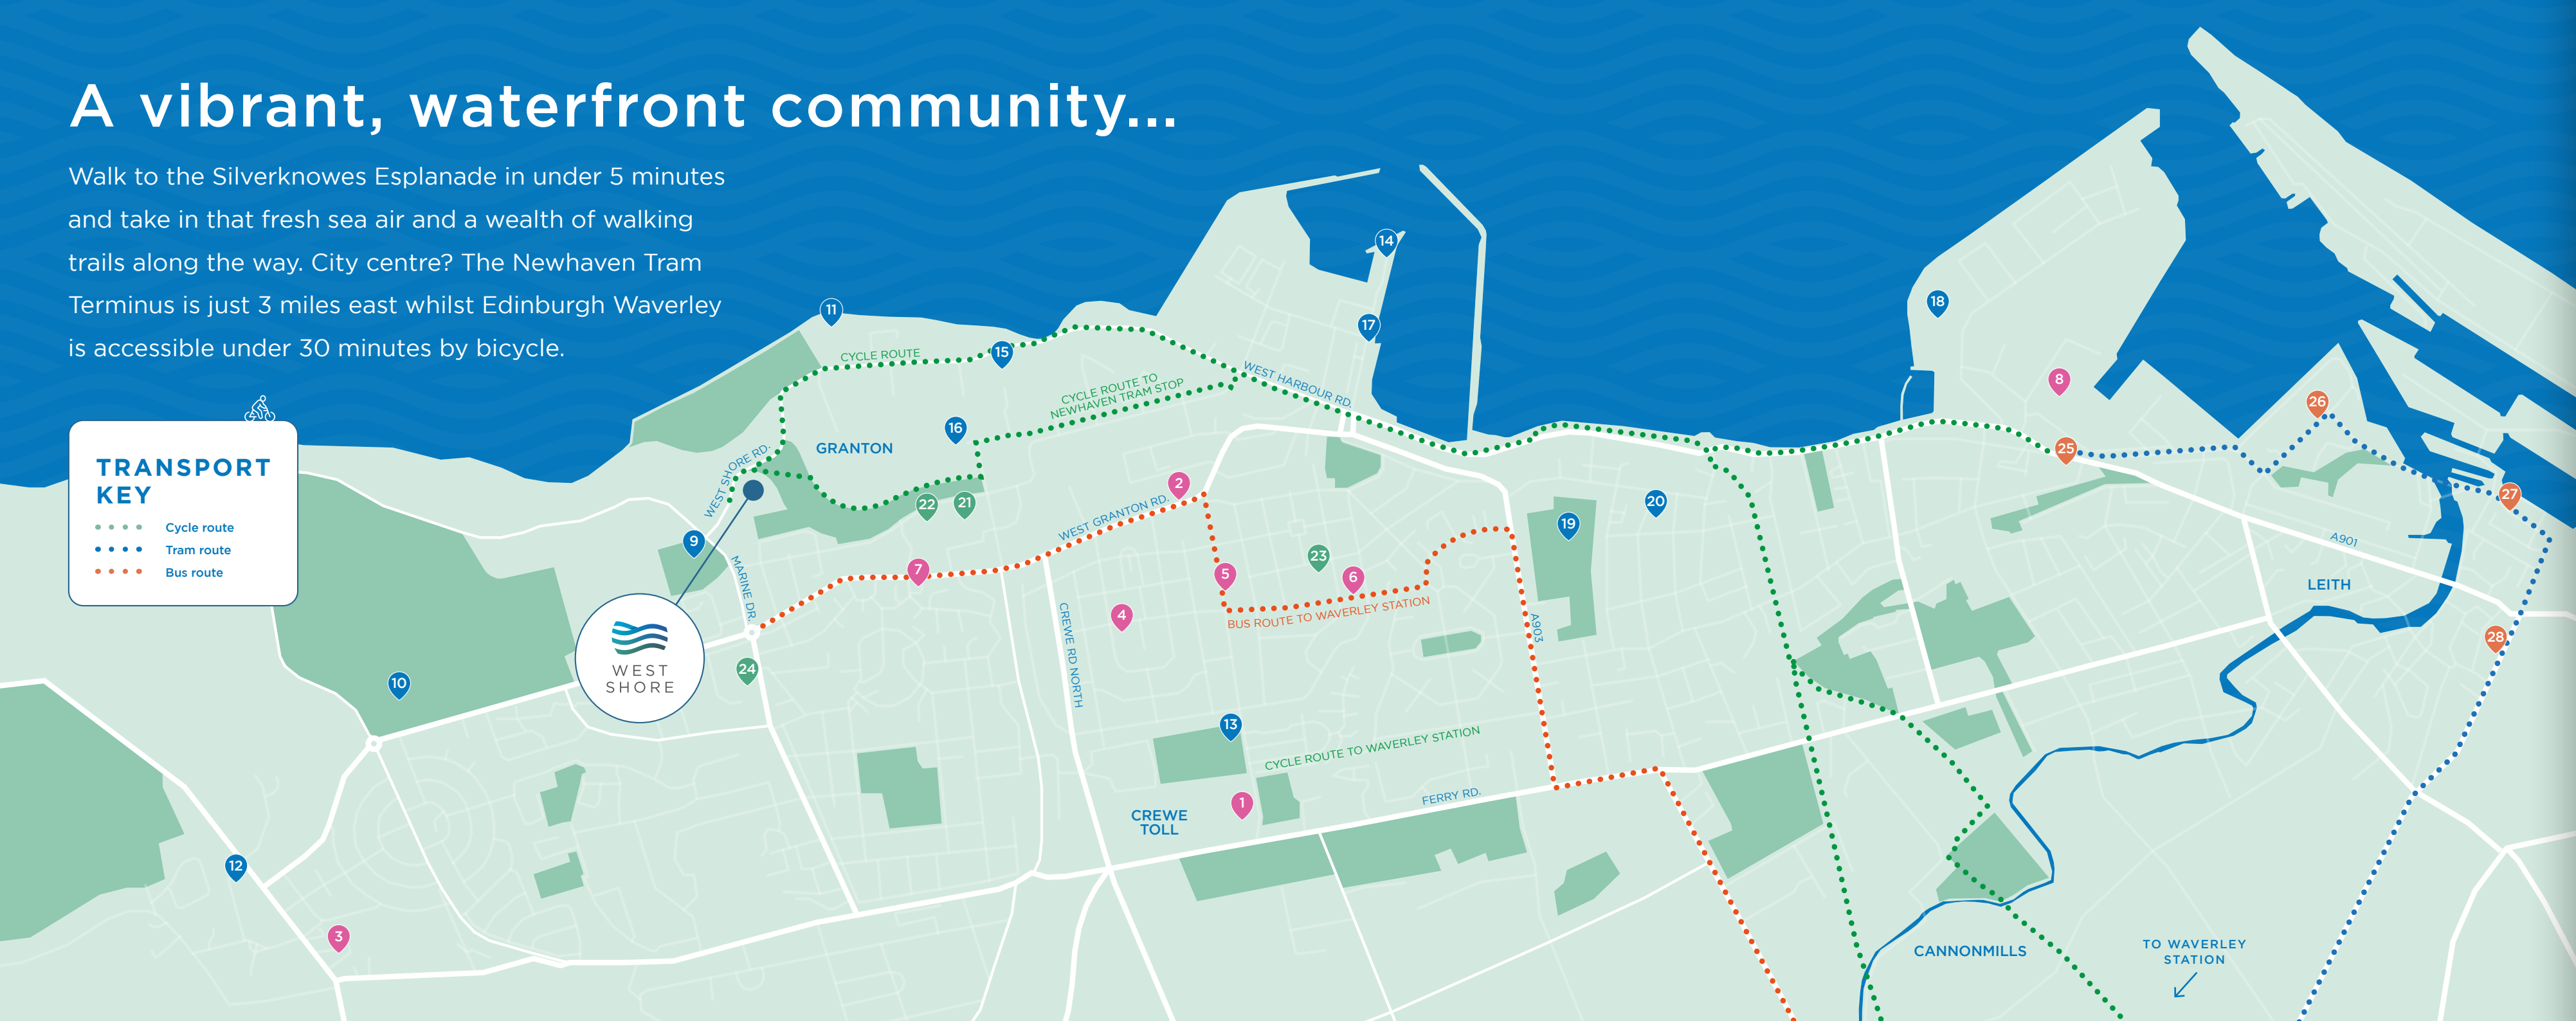 A vibrant, waterfront community...
Walk to the Silverknowes Esplanade in under 5 minutes
and take in that fresh sea air and a wealth of walking
trails along the way. City centre? The Newhaven Tram
Terminus is just 3 miles east whilst Edinburgh Waverley
is accessible under 30 minutes by bicycle.
TRANSPORT
KEY
Cycle route
Tram route
Bus route
WEST
SHORE
14
11
17
18
CYCLE ROUTE
15
CYCLE ROUTE TO
NEWHAVEN TRAM STOP
WEST HARBOUR RD.
8
26
16
GRANTON
WEST SHORE RD.
25
2
22
21
WEST GRANTON RD.
20
19
27
9
MARINE DR.
7
23
5
6
A901
LEITH
4
BUS ROUTE TO WAVERLEY STATION
CREWE RD NORTH
A903
28
24
10
13
CYCLE ROUTE TO WAVERLEY STATION
1
FERRY RD.
CREWE
TOLL
12
3
CANNONMILLS
TO WAVERLEY
STATION